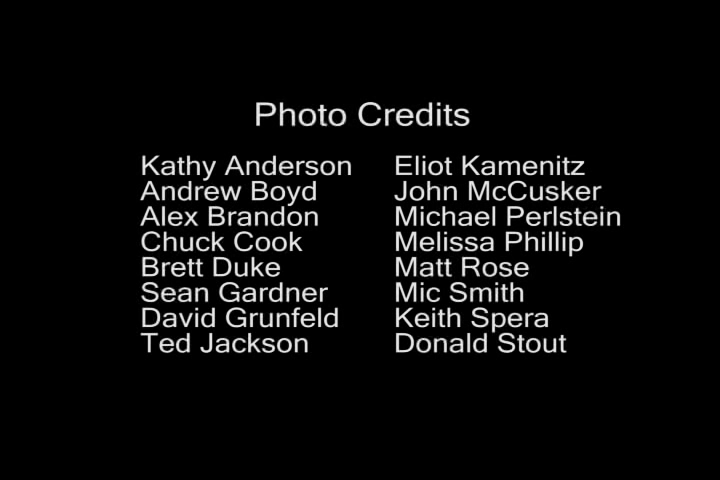 Photo Credits
Kathy Anderson
Andrew Boyd
Alex Brandon
Chuck Cook
Brett Duke
Sean Gardner
David Grunfeld
Ted Jackson
Eliot Kamenitz
John McCusker
Michael Perlstein
Melissa Phillip
Matt Rose
Mic Smith
Keith Spera
Donald Stout